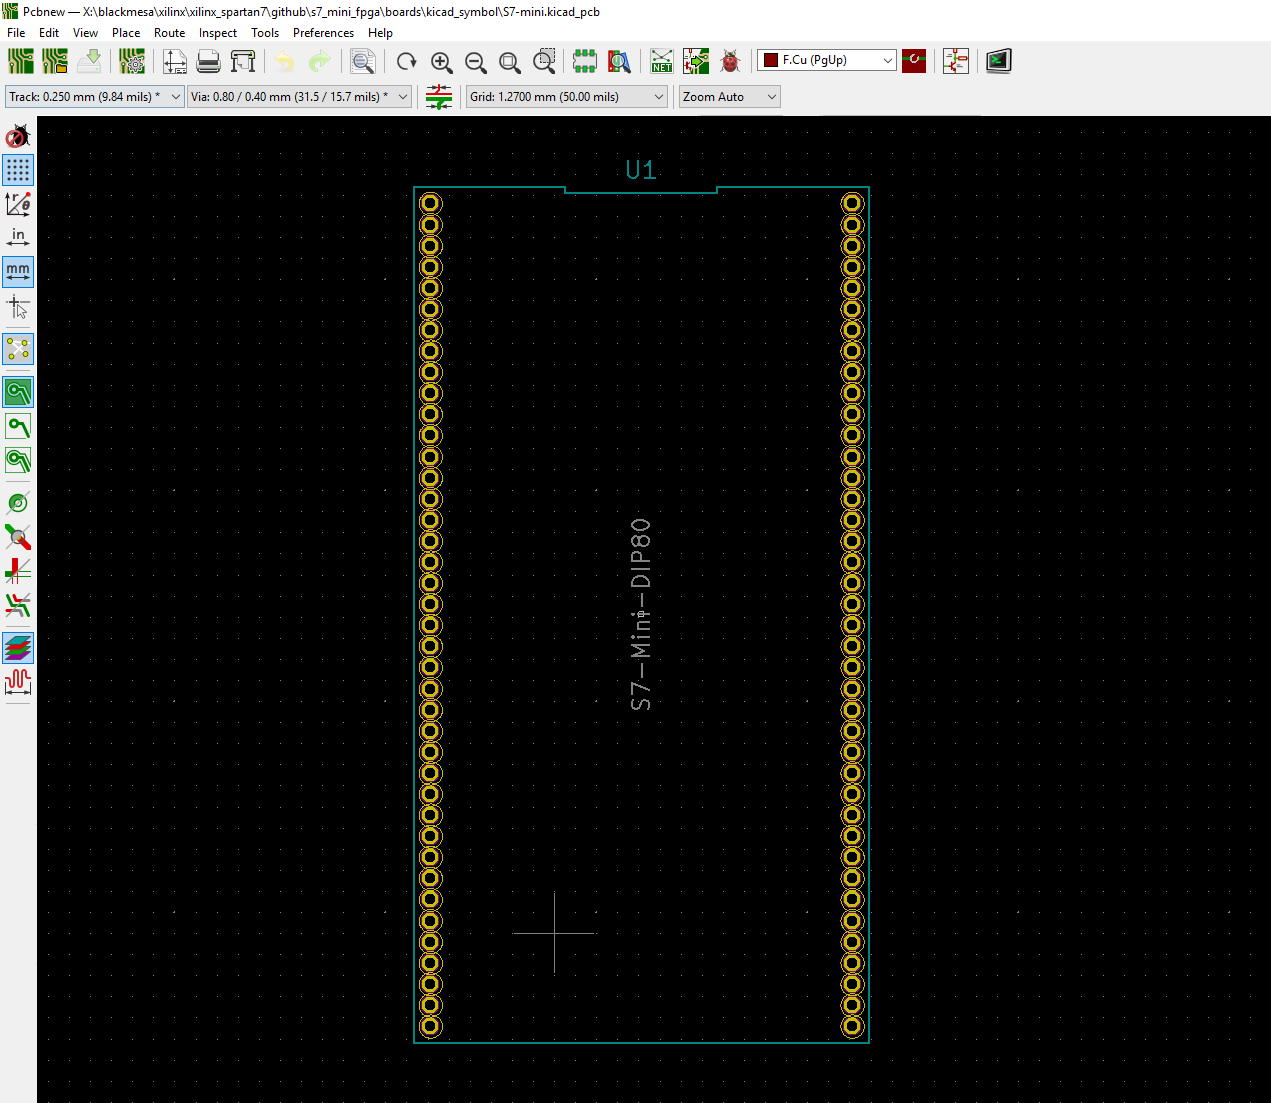 Pcbnew — X:\blackmesa\xilinx\xilinx_spartan7\github\s7_mini_fpga\boards\kicad_symbol\S7-mini.kicad_pcb
File Edit View Place Route Inspect Tools Preferences Help
NET F.Cu (PgUp)
Track: 0.250 mm (9.84 mils) * Via: 0.80 / 0.40 mm (31.5 / 15.7 mils) * Grid: 1.2700 mm (50.00 mils) Zoom Auto
r θ
in
mm
U1
S7-Mini-DIP80